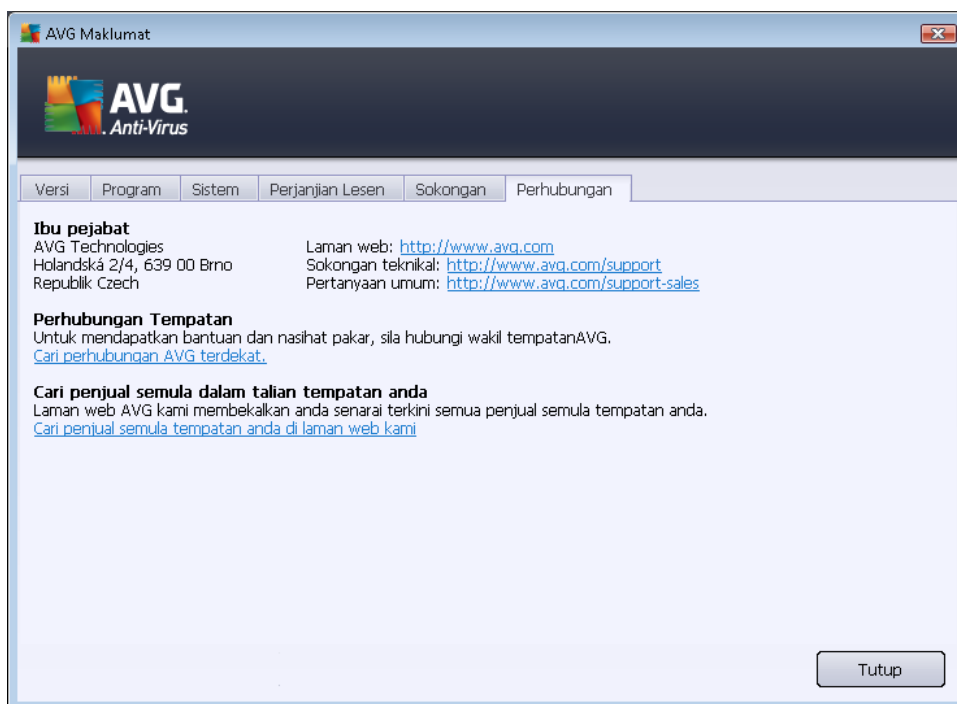 AVG Maklumat
AVG.
Anti-Virus
Versi Program Sistem Perjanjian Lesen Sokongan Perhubungan
Ibu pejabat
AVG Technologies Laman web: http://www.avg.com
Holandská 2/4, 639 00 Brno Sokongan teknikal: http://www.avg.com/support
Republik Czech Pertanyaan umum: http://www.avg.com/support-sales
Perhubungan Tempatan
Untuk mendapatkan bantuan dan nasihat pakar, sila hubungi wakil tempatanAVG.
Cari perhubungan AVG terdekat.
Cari penjual semula dalam talian tempatan anda
Laman web AVG kami membekalkan anda senarai terkini semua penjual semula tempatan anda.
Cari penjual semula tempatan anda di laman web kami
Tutup